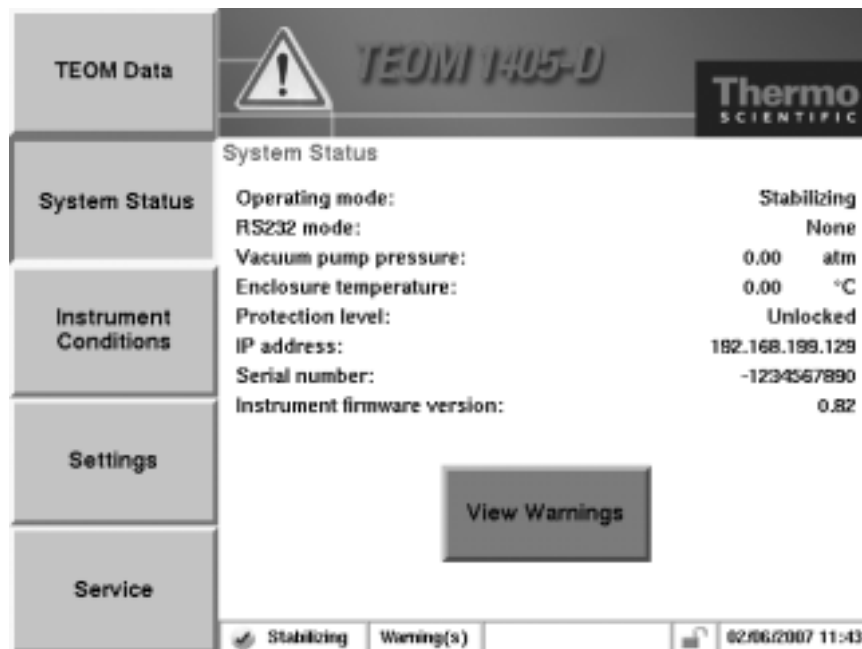 TEOM Data
TEOM 1405-D
Thermo
SCIENTIFIC
System Status
System Status
Operating mode: Stabilizing
RS232 mode: None
Vacuum pump pressure: 0.00 atm
Enclosure temperature: 0.00 °C
Instrument
Conditions
Protection level: Unlocked
IP address: 192.168.199.129
Serial number: -1234567890
Instrument firmware version: 0.82
Settings
View Warnings
Service
Stabilizing Warning(s) 02/06/2007 11:43